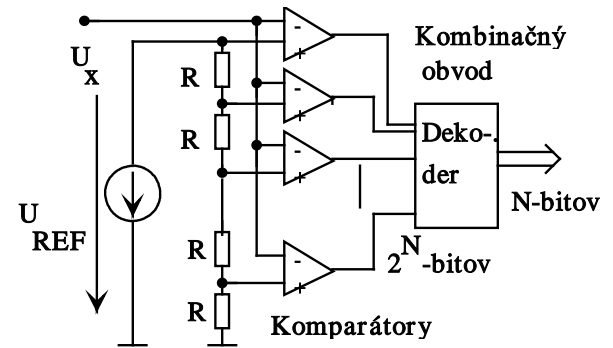 Kombinačný
obvod
U
x
R
R
Deko-.
der
N-bitov
U
REF
R
2
N
-bitov
R
Komparátory
-
+
-
+
-
+
-
+